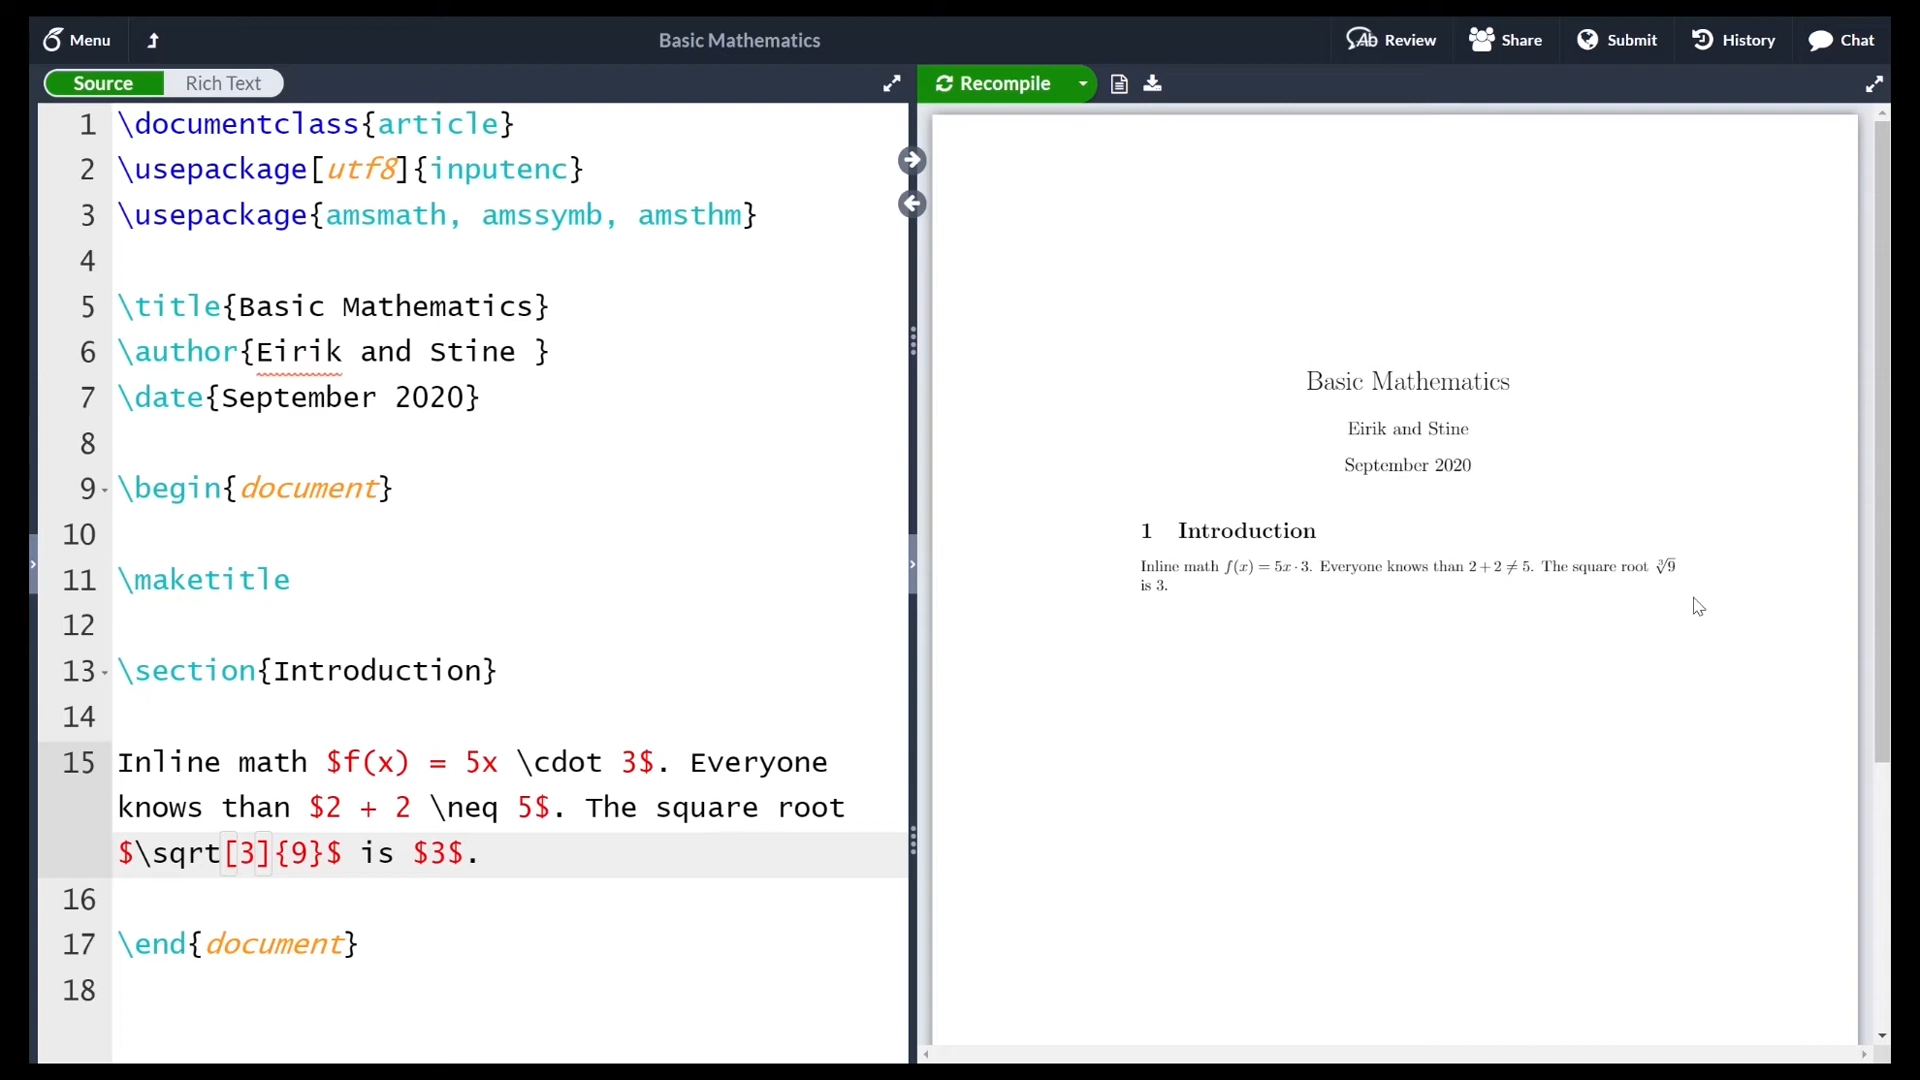 Menu
Basic Mathematics
Ab Review
Share
Submit
History
Chat
Source
Rich Text
Recompile
1 \documentclass{article}
2 \usepackage[utf8]{inputenc}
3 \usepackage{amsmath, amssymb, amsthm}
4
5 \title{Basic Mathematics}
6 \author{Eirik and Stine }
7 \date{September 2020}
8
9 \begin{document}
10
11 \maketitle
12
13 \section{Introduction}
14
15 Inline math $f(x) = 5x \cdot 3$. Everyone
knows than $2 + 2 \neq 5$. The square root
$\sqrt[3]{9}$ is $3$.
16
17 \end{document}
18
Basic Mathematics
Eirik and Stine
September 2020
1 Introduction
Inline math f(x) = 5x · 3. Everyone knows than 2 + 2 ≠ 5. The square root ∛9
is 3.